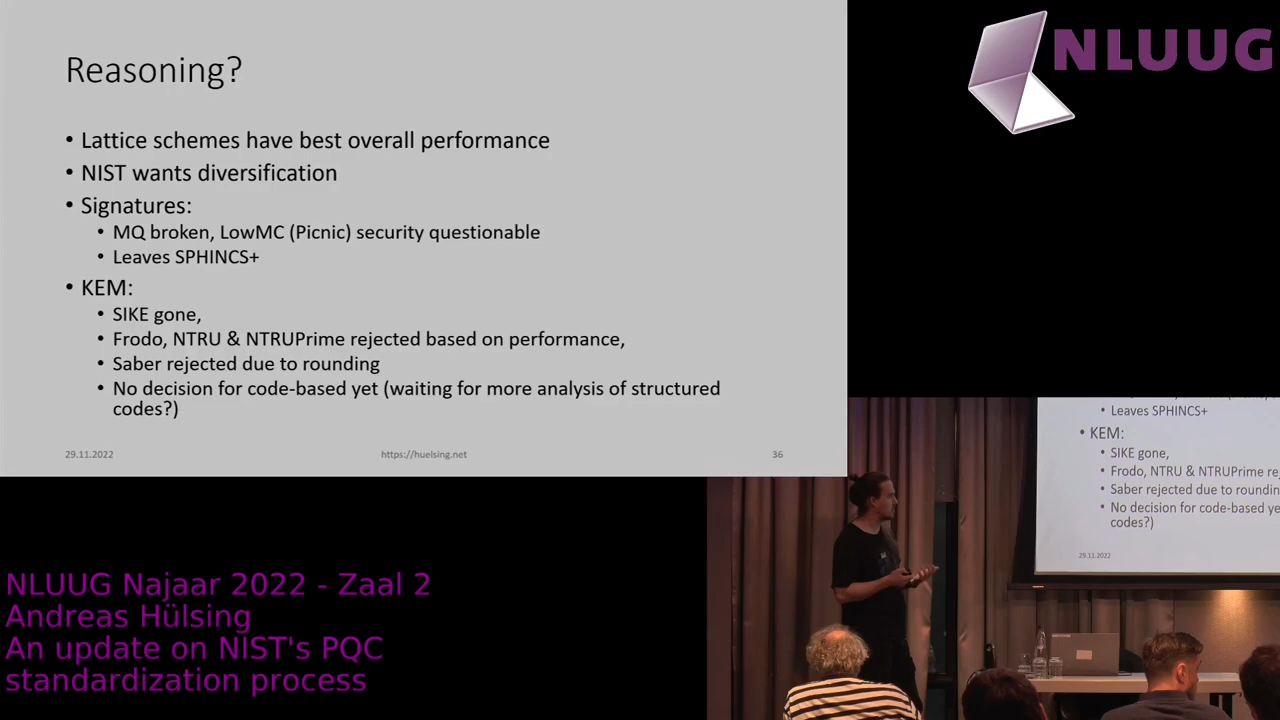 Reasoning?
• Lattice schemes have best overall performance
• NIST wants diversification
• Signatures:
• MQ broken, LowMC (Picnic) security questionable
• Leaves SPHINCS+
• KEM:
• SIKE gone,
• Frodo, NTRU & NTRUPrime rejected based on performance,
• Saber rejected due to rounding
• No decision for code-based yet (waiting for more analysis of structured
codes?)
29.11.2022
https://huelsing.net
36
NLUUG
• Leaves SPHINCS+
• KEM:
• SIKE gone,
• Frodo, NTRU & NTRUPrime re
• Saber rejected due to roundin
• No decision for code-based ye
codes?)
29.11.2022
NLUUG Najaar 2022 - Zaal 2
Andreas Hülsing
An update on NIST's PQC
standardization process